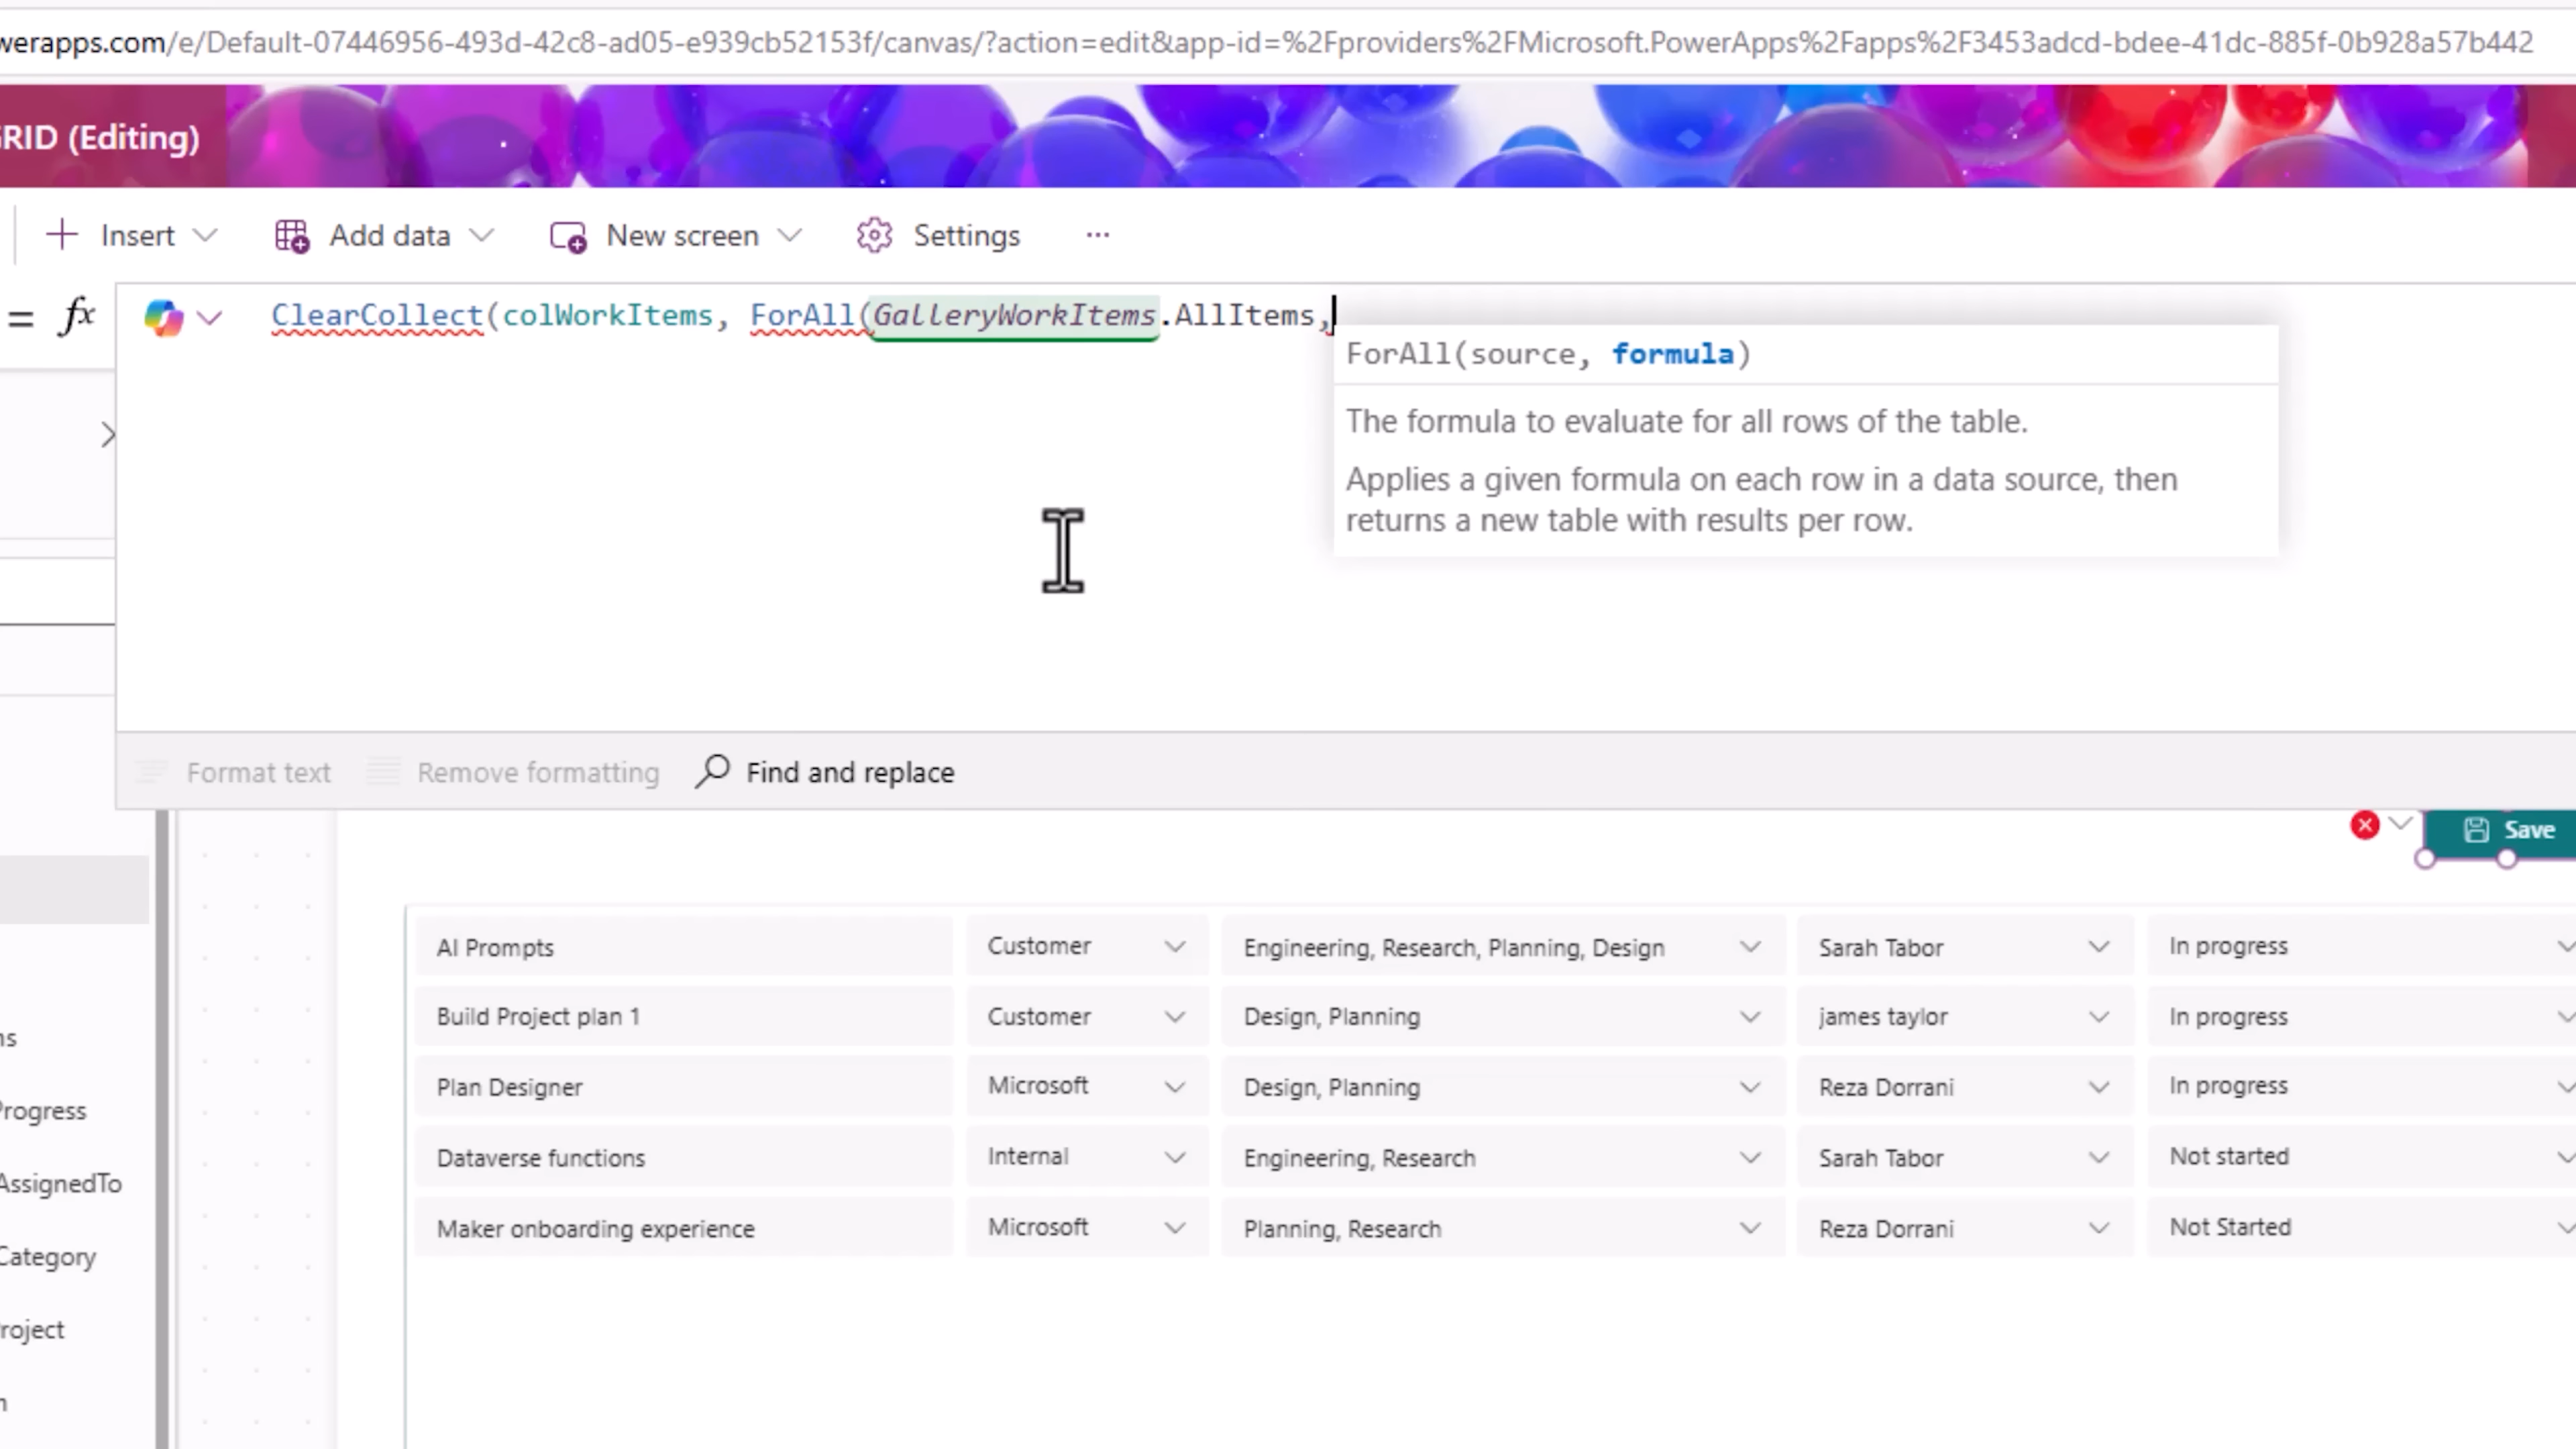 werapps.com/e/Default-07446956-493d-42c8-ad05-e939cb52153f/canvas/?action=edit&app-id=%2Fproviders%2FMicrosoft.PowerApps%2Fapps%2F3453adcd-bdee-41dc-885f-0b928a57b442
GRID (Editing)
Insert Add data New screen Settings ...
= fx ClearCollect(colWorkItems, ForAll(GalleryWorkItems.AllItems,
ForAll(source, formula)
The formula to evaluate for all rows of the table.
Applies a given formula on each row in a data source, then
returns a new table with results per row.
Format text Remove formatting Find and replace
Save
AI Prompts Customer Engineering, Research, Planning, Design Sarah Tabor In progress
Build Project plan 1 Customer Design, Planning james taylor In progress
Plan Designer Microsoft Design, Planning Reza Dorrani In progress
Dataverse functions Internal Engineering, Research Sarah Tabor Not started
Maker onboarding experience Microsoft Planning, Research Reza Dorrani Not Started
ns
Progress
AssignedTo
Category
roject
n